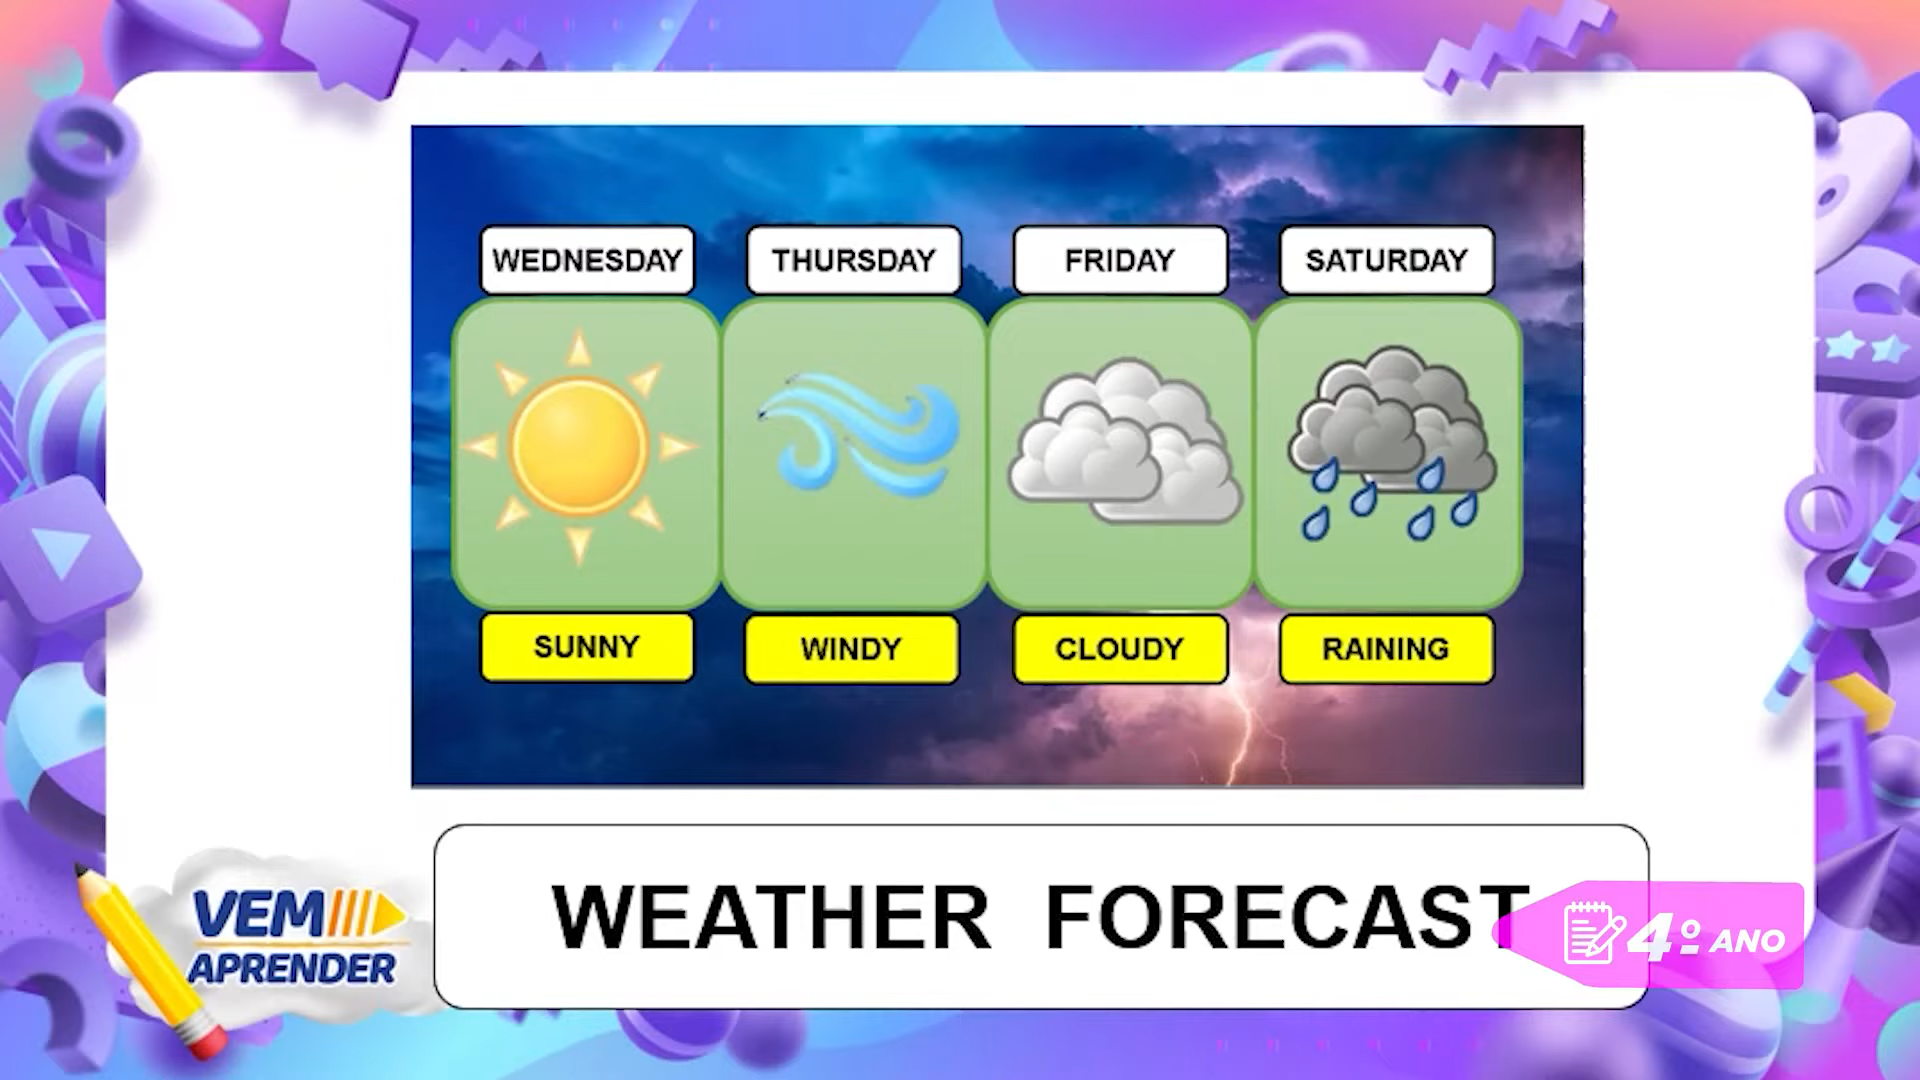 WEDNESDAY THURSDAY FRIDAY SATURDAY
SUNNY WINDY CLOUDY RAINING
WEATHER FORECAST
VEM
APRENDER
4º ANO